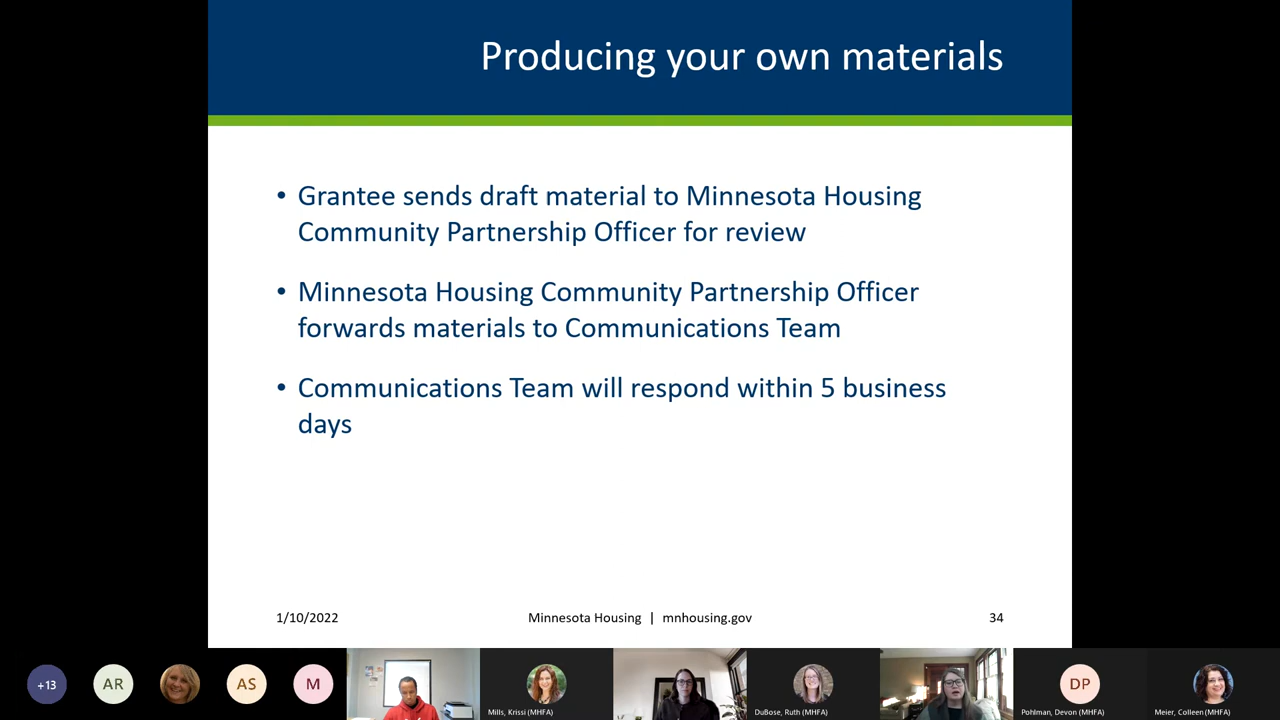 Producing your own materials
• Grantee sends draft material to Minnesota Housing
Community Partnership Officer for review
• Minnesota Housing Community Partnership Officer
forwards materials to Communications Team
• Communications Team will respond within 5 business
days
1/10/2022
Minnesota Housing | mnhousing.gov
34
+13
AR
AS
M
Mills, Krissi (MHFA)
DuBose, Ruth (MHFA)
DP
Pohlman, Devon (MHFA)
Meier, Colleen (MHFA)